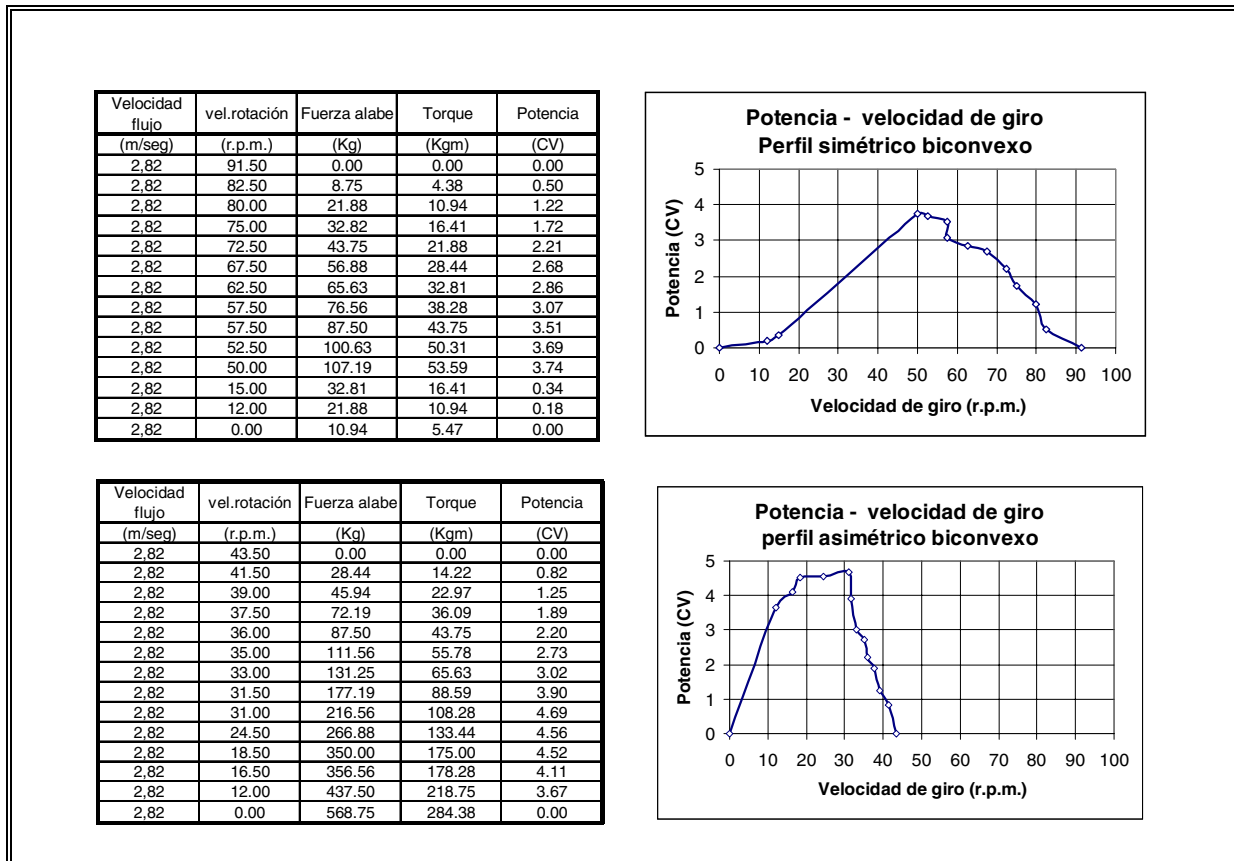 Velocidad flujo vel.rotación Fuerza alabe Torque Potencia
(m/seg) (r.p.m.) (Kg) (Kgm) (CV)
2,82 91.50 0.00 0.00 0.00
2,82 82.50 8.75 4.38 0.50
2,82 80.00 21.88 10.94 1.22
2,82 75.00 32.82 16.41 1.72
2,82 72.50 43.75 21.88 2.21
2,82 67.50 56.88 28.44 2.68
2,82 62.50 65.63 32.81 2.86
2,82 57.50 76.56 38.28 3.07
2,82 57.50 87.50 43.75 3.51
2,82 52.50 100.63 50.31 3.69
2,82 50.00 107.19 53.59 3.74
2,82 15.00 32.81 16.41 0.34
2,82 12.00 21.88 10.94 0.18
2,82 0.00 10.94 5.47 0.00
Potencia - velocidad de giro
Perfil simétrico biconvexo
Potencia (CV)
5
4
3
2
1
0
0 10 20 30 40 50 60 70 80 90 100
Velocidad de giro (r.p.m.)
Velocidad flujo vel.rotación Fuerza alabe Torque Potencia
(m/seg) (r.p.m.) (Kg) (Kgm) (CV)
2,82 43.50 0.00 0.00 0.00
2,82 41.50 28.44 14.22 0.82
2,82 39.00 45.94 22.97 1.25
2,82 37.50 72.19 36.09 1.89
2,82 36.00 87.50 43.75 2.20
2,82 35.00 111.56 55.78 2.73
2,82 33.00 131.25 65.63 3.02
2,82 31.50 177.19 88.59 3.90
2,82 31.00 216.56 108.28 4.69
2,82 24.50 266.88 133.44 4.56
2,82 18.50 350.00 175.00 4.52
2,82 16.50 356.56 178.28 4.11
2,82 12.00 437.50 218.75 3.67
2,82 0.00 568.75 284.38 0.00
Potencia - velocidad de giro
perfil asimétrico biconvexo
Potencia (CV)
5
4
3
2
1
0
0 10 20 30 40 50 60 70 80 90 100
Velocidad de giro (r.p.m.)